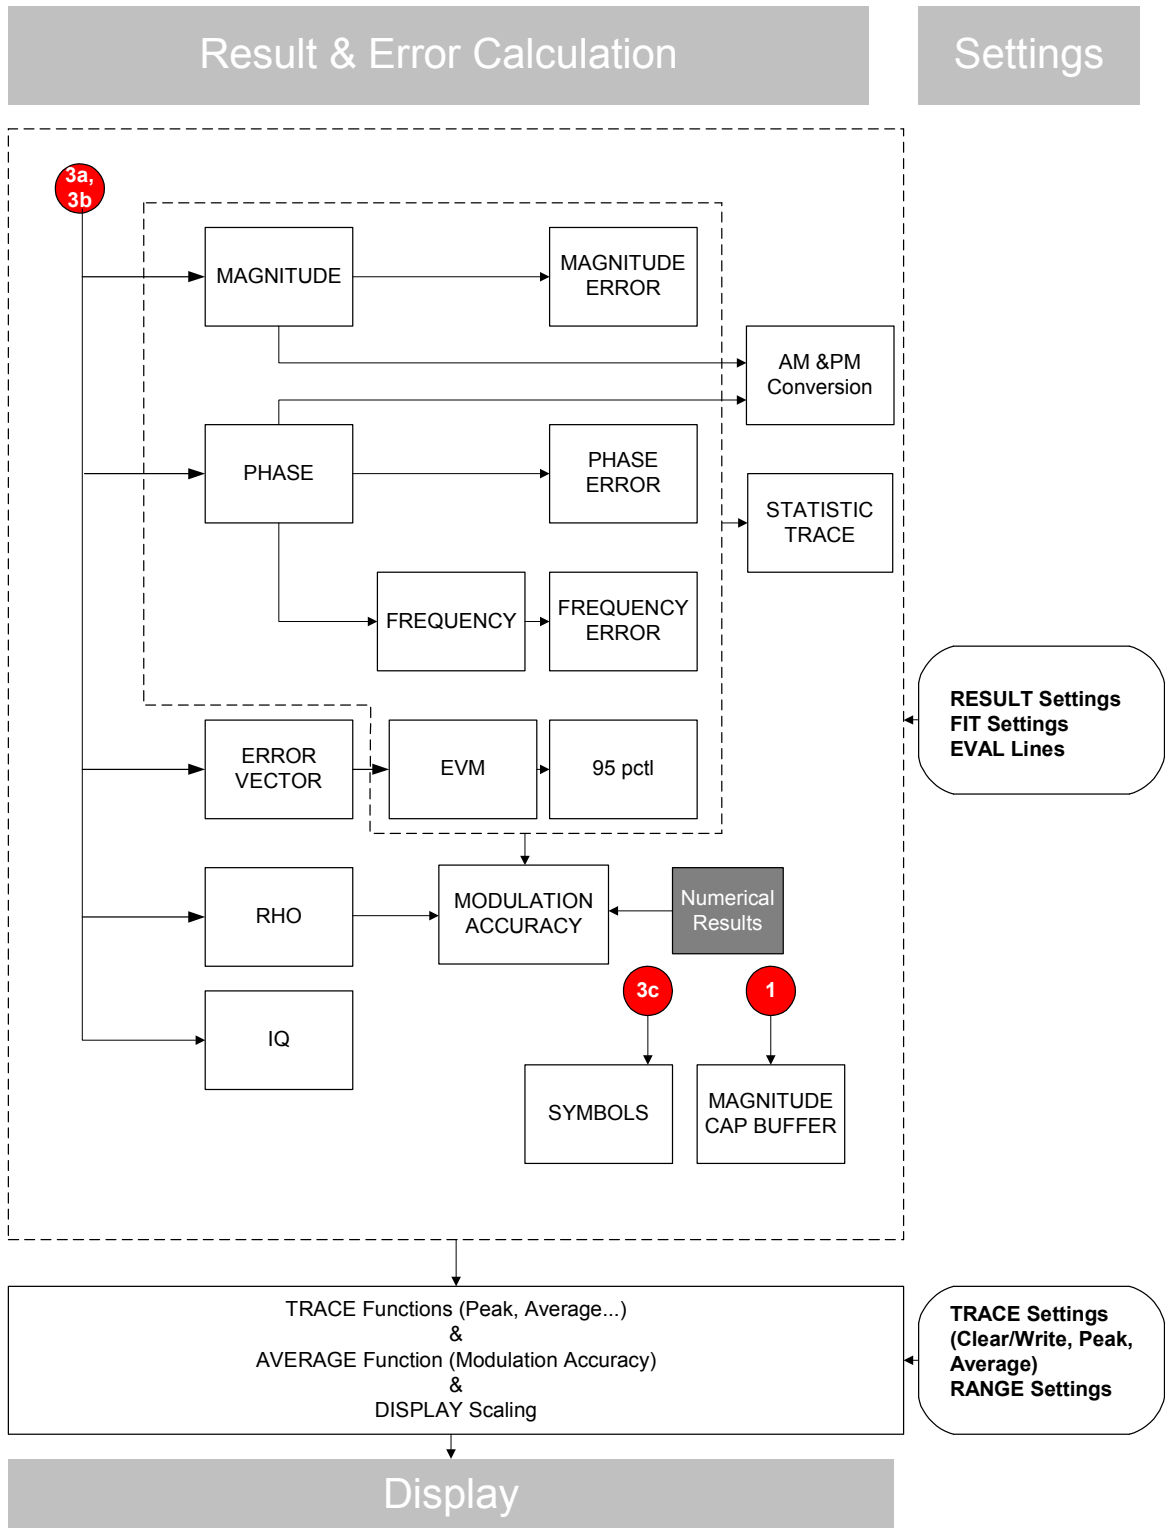 Result & Error Calculation
Settings
3a,
3b
MAGNITUDE
MAGNITUDE
ERROR
AM &PM
Conversion
PHASE
PHASE
ERROR
STATISTIC
TRACE
FREQUENCY
FREQUENCY
ERROR
RESULT Settings
FIT Settings
EVAL Lines
ERROR
VECTOR
EVM
95 pctl
RHO
MODULATION
ACCURACY
Numerical
Results
3c
1
IQ
SYMBOLS
MAGNITUDE
CAP BUFFER
TRACE Functions (Peak, Average...)
&
AVERAGE Function (Modulation Accuracy)
&
DISPLAY Scaling
TRACE Settings
(Clear/Write, Peak,
Average)
RANGE Settings
Display